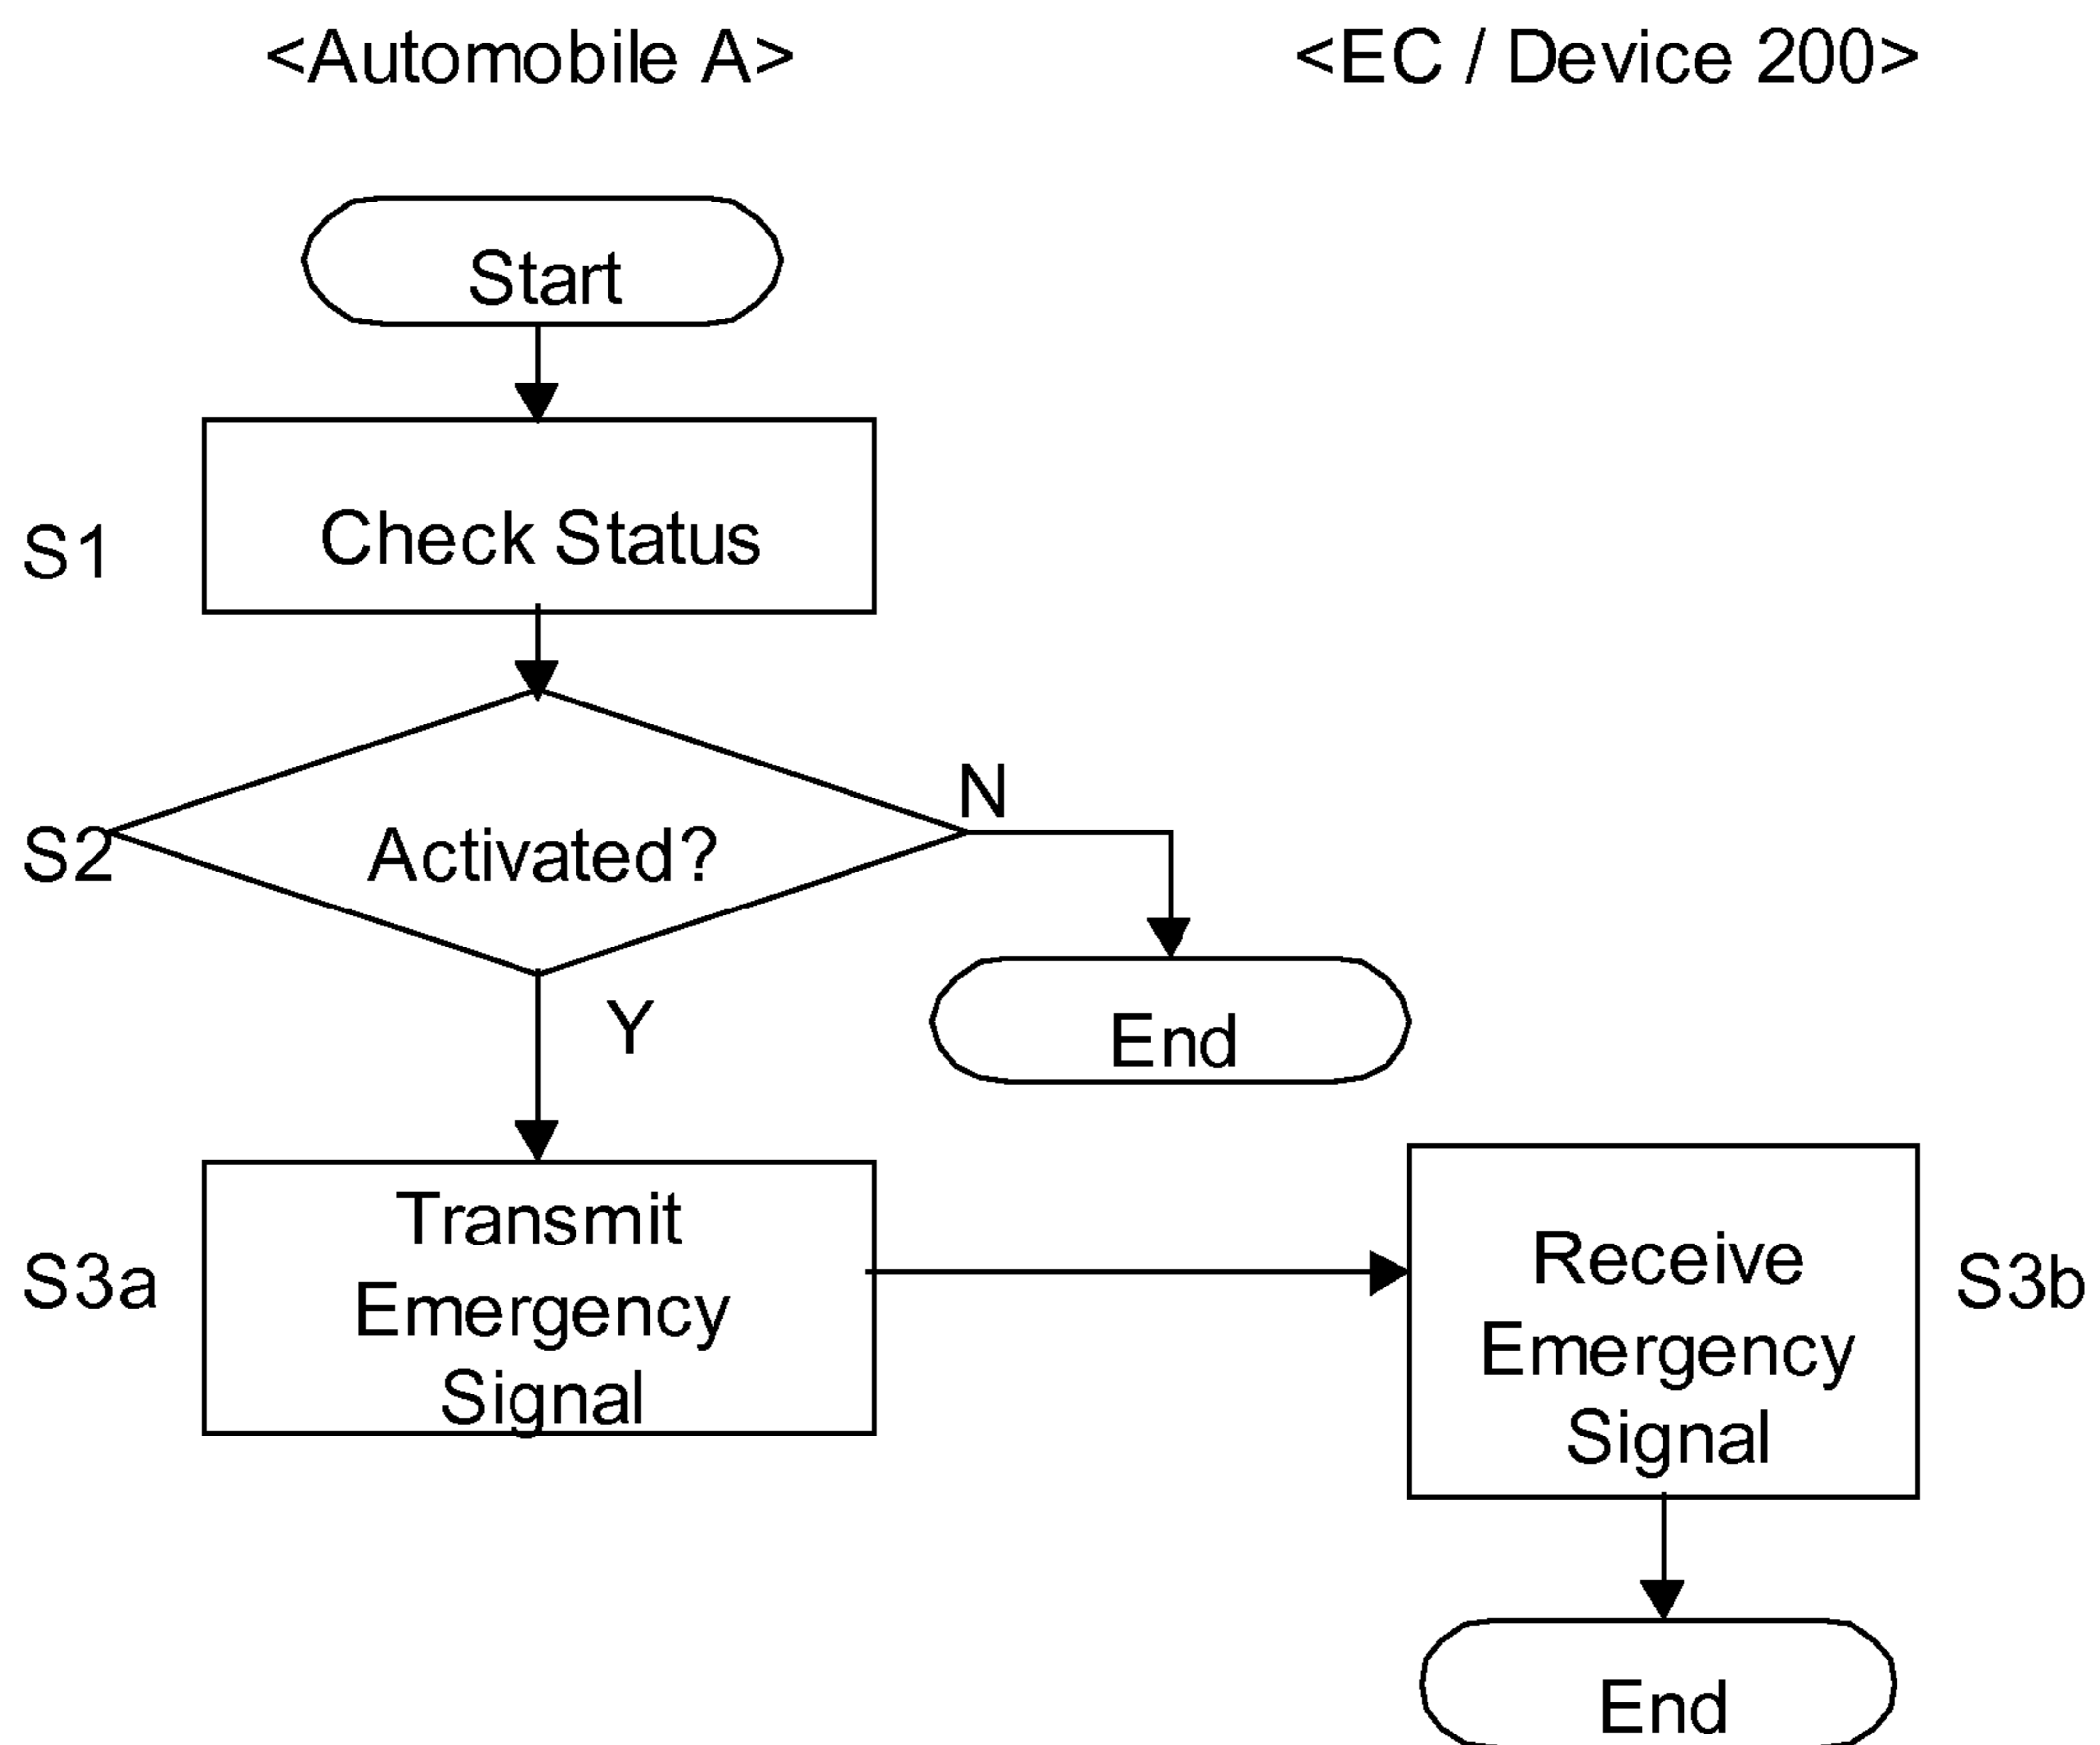 <Automobile A>
<EC / Device 200>
Start
S1
Check Status
S2
Activated?
N
Y
End
S3a
Transmit
Emergency
Signal
Receive
Emergency
Signal
S3b
End